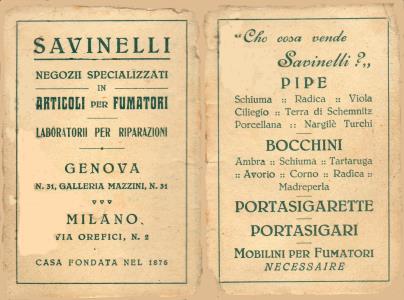 SAVINELLI
NEGOZII SPECIALIZZATI
IN
ARTICOLI PER FUMATORI
LABORATORII PER RIPARAZIONI
GENOVA
N. 31, GALLERIA MAZZINI, N. 31
MILANO
VIA OREFICI, N. 2
CASA FONDATA NEL 1876
"Cho cosa vende
Savinelli?„
PIPE
Schiuma :: Radica :: Viola
Ciliegio :: Terra di Schemnitz
Porcellana :: Nargilè Turchi
BOCCHINI
Ambra :: Schiuma :: Tartaruga
:: Avorio :: Corno :: Radica ::
Madreperla
PORTASIGARETTE
PORTASIGARI
MOBILINI PER FUMATORI
NECESSAIRE